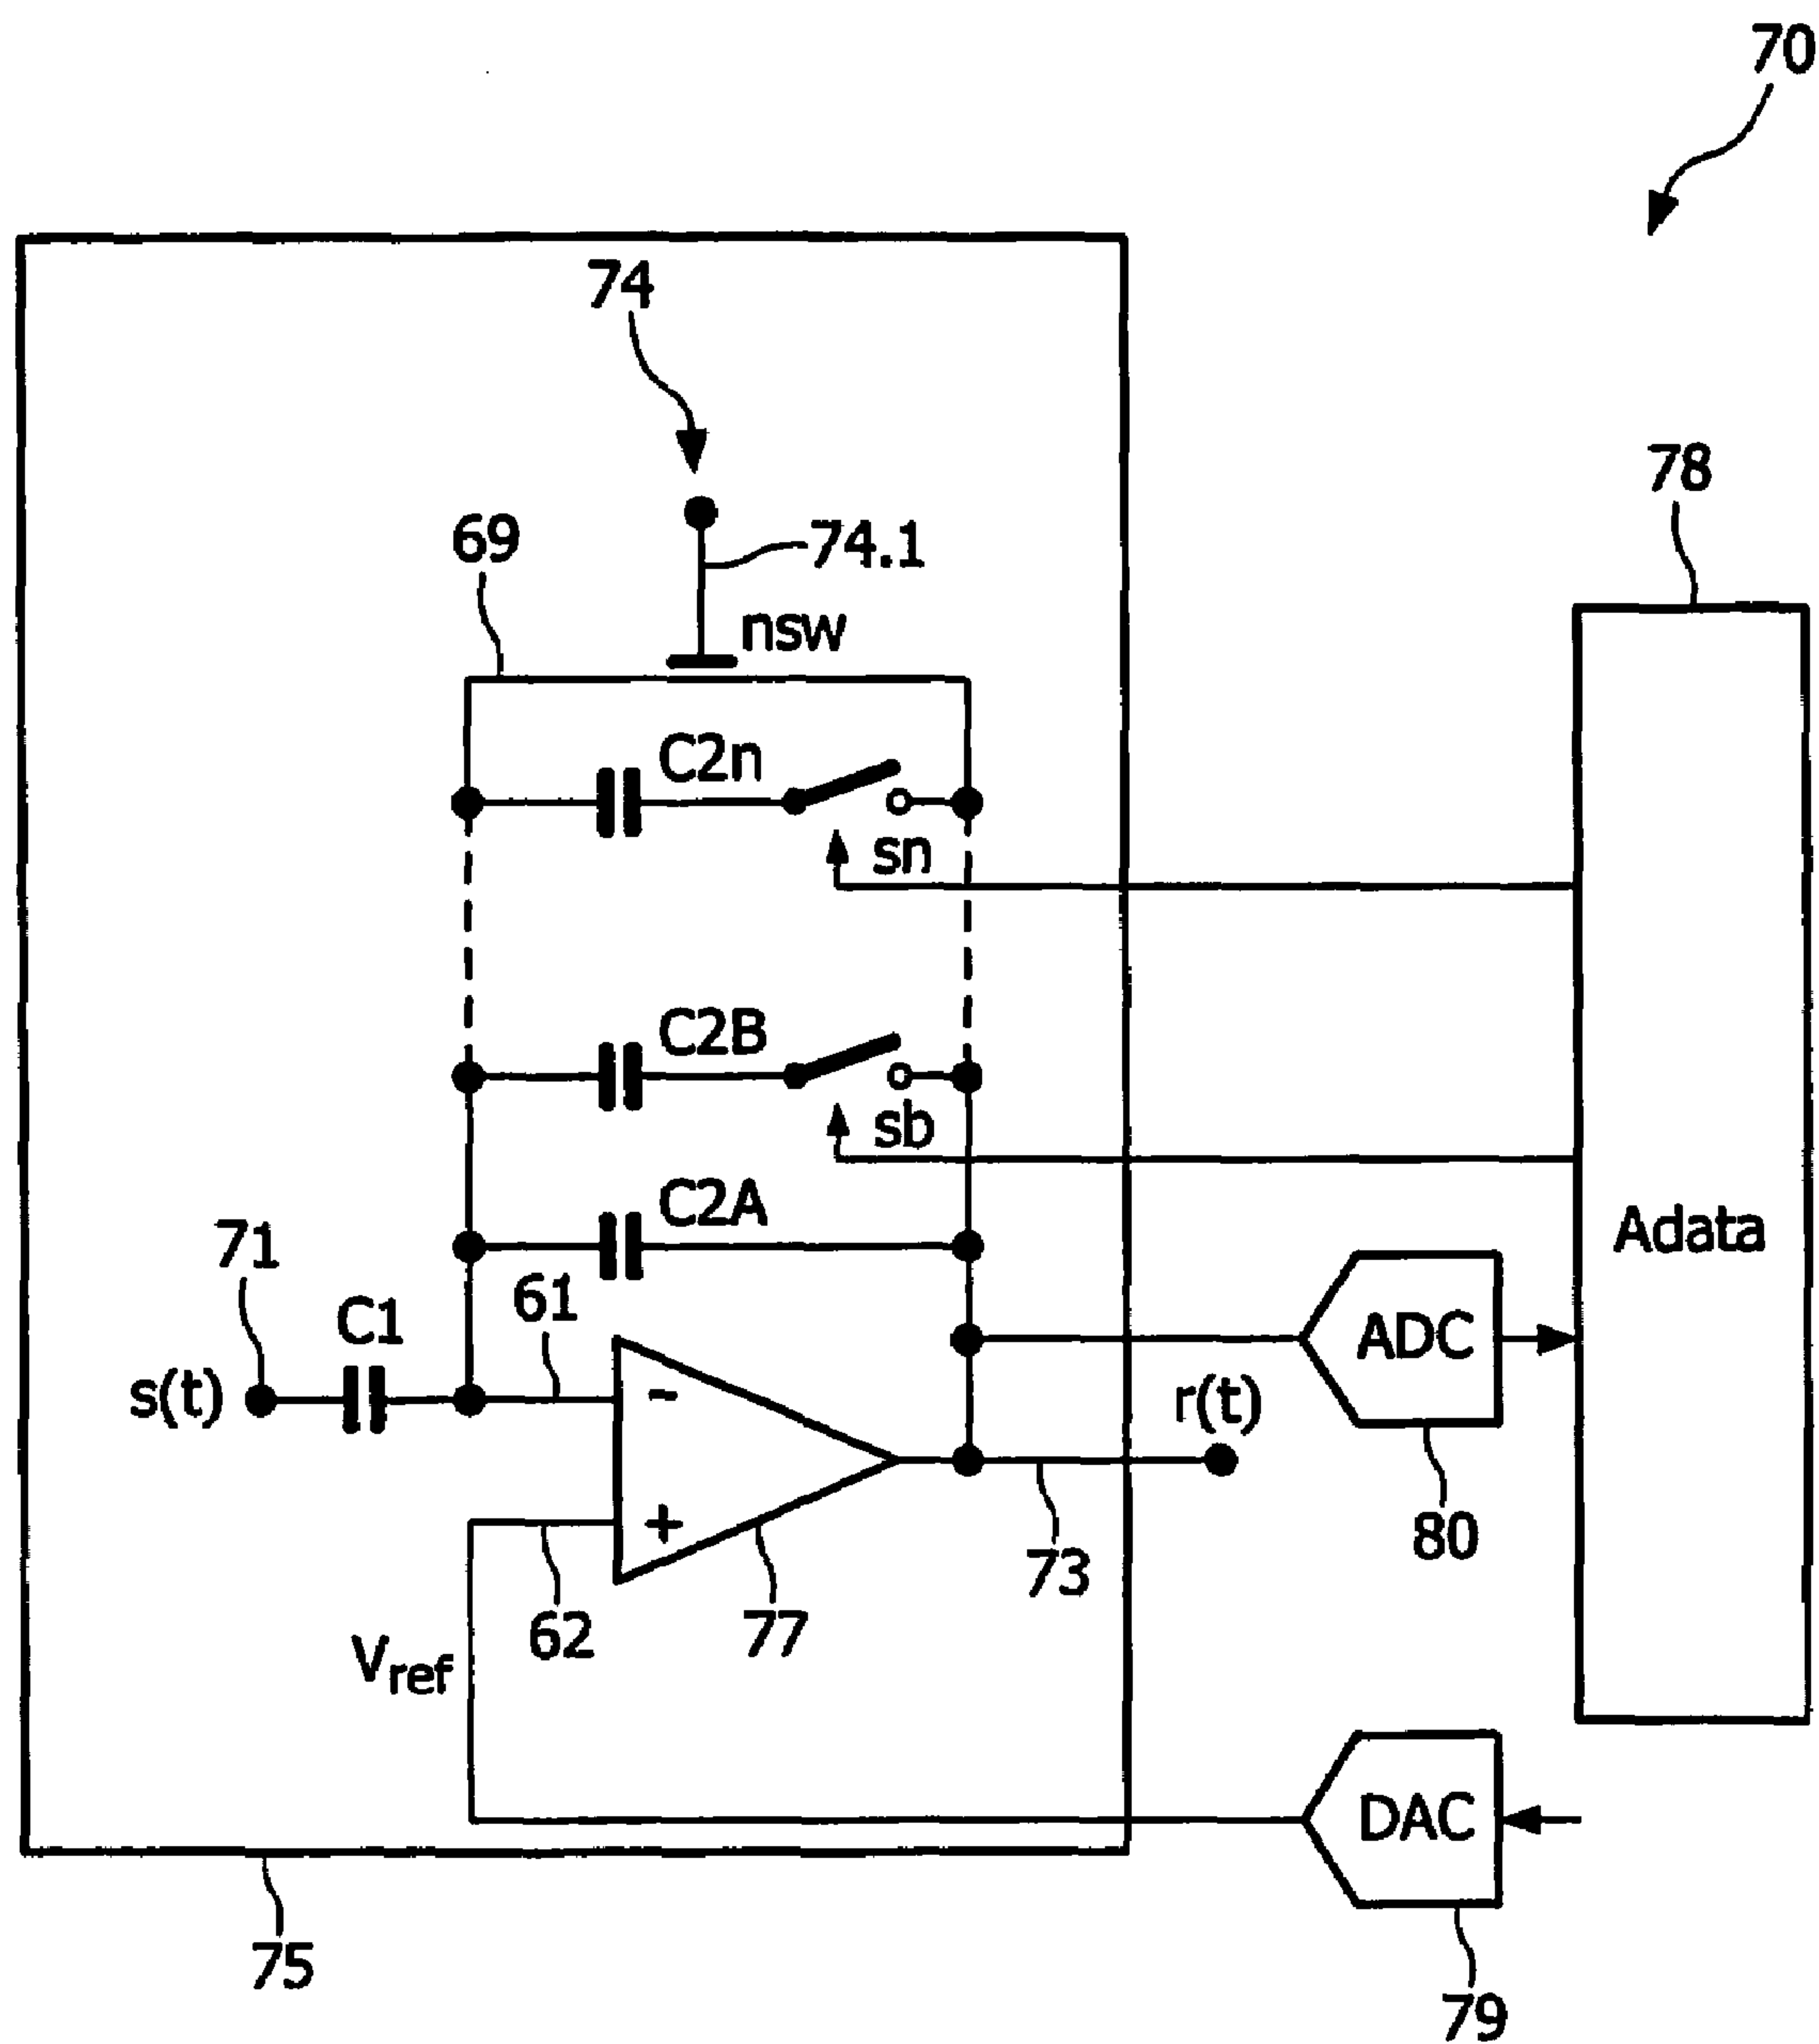 70
74
78
69
74.1
nsw
C2n
sn
C2B
sb
C2A
Adata
71
61
C1
ADC
s(t)
-
r(t)
+
80
73
62
77
Vref
DAC
75
79